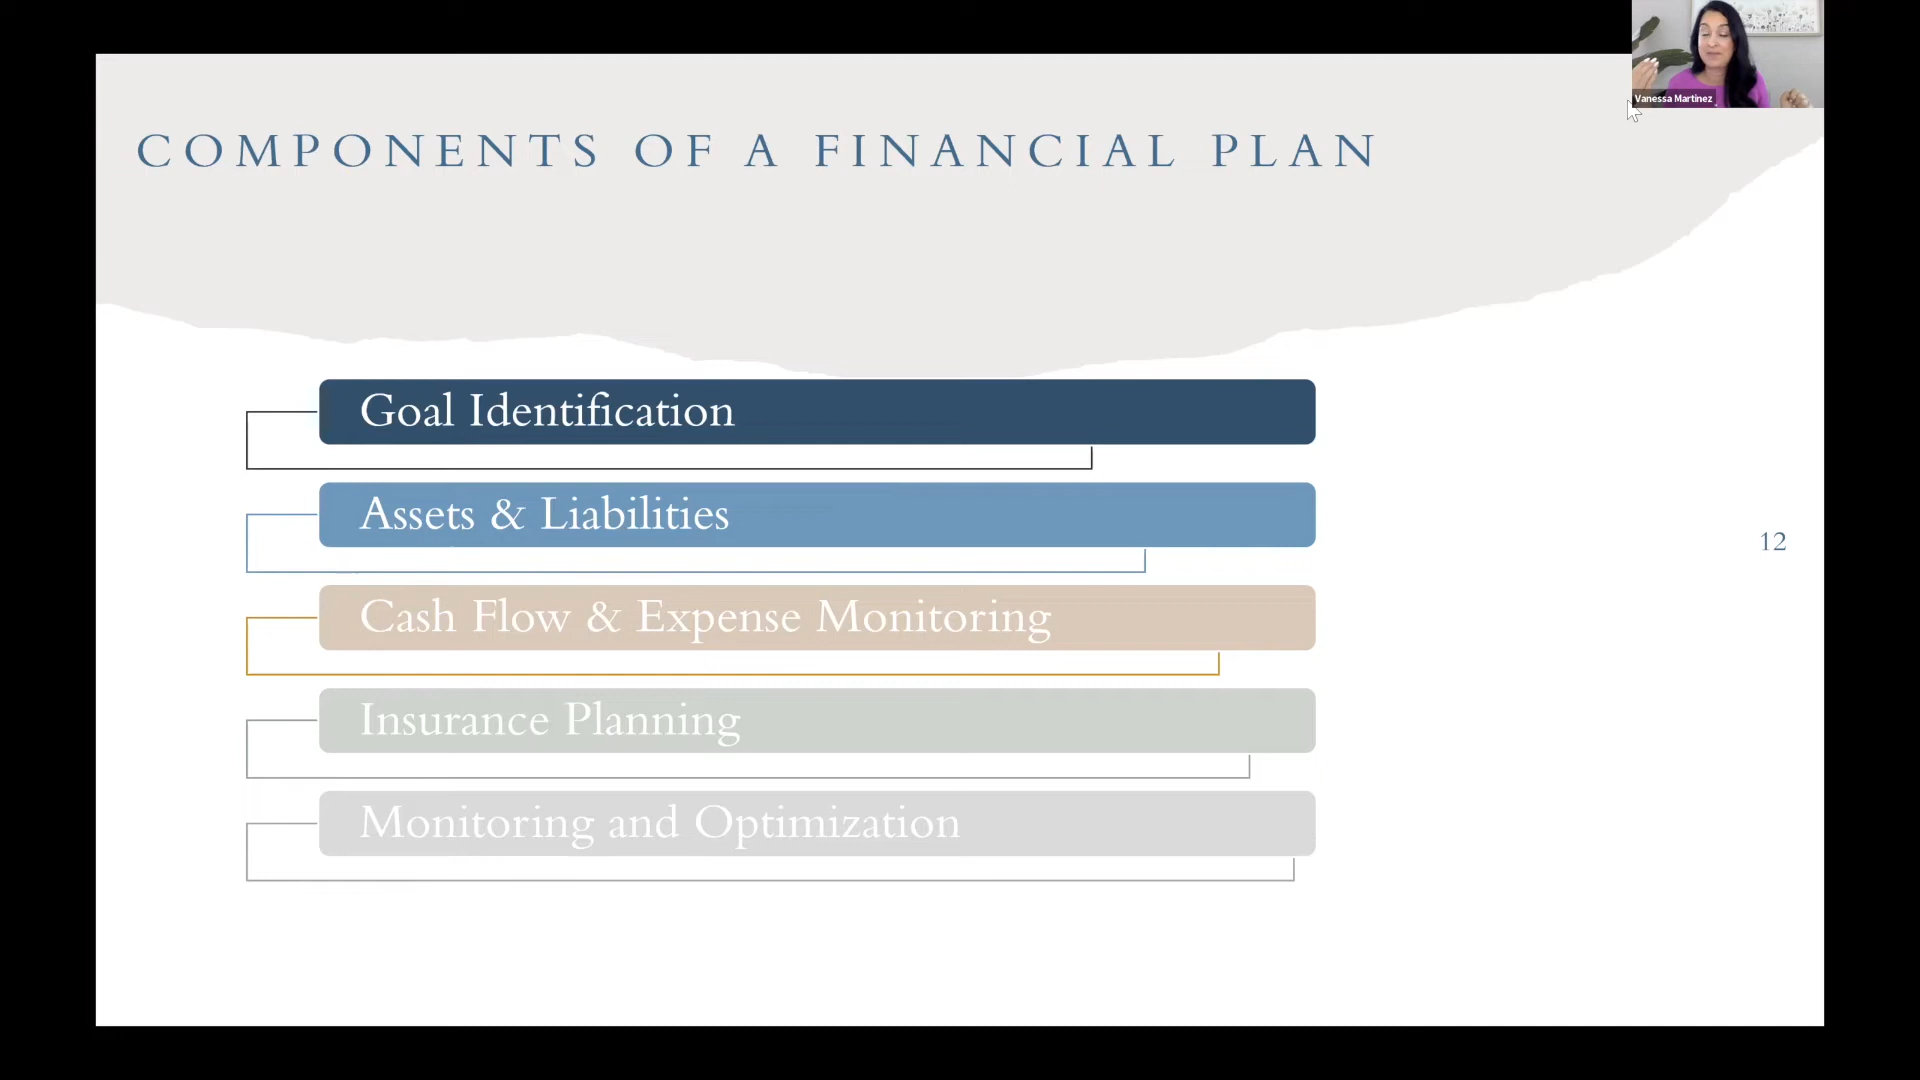 Vanessa Martinez
COMPONENTS OF A FINANCIAL PLAN
Goal Identification
Assets & Liabilities
12
Cash Flow & Expense Monitoring
Insurance Planning
Monitoring and Optimization